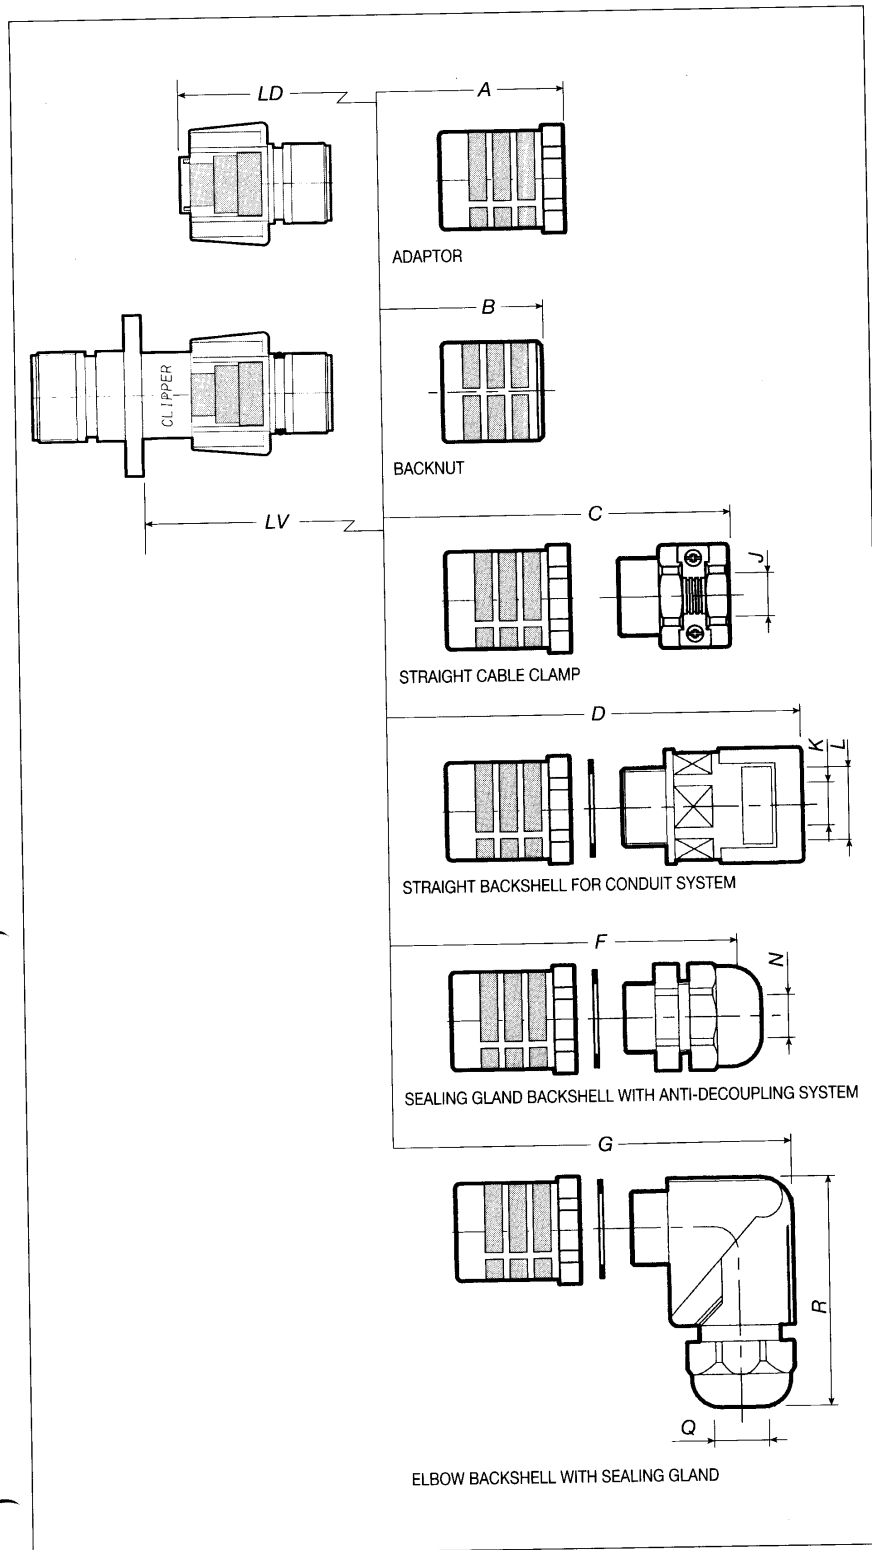 LD
A
ADAPTOR
B
CLIPPER
BACKNUT
LV
C
J
STRAIGHT CABLE CLAMP
D
K
L
STRAIGHT BACKSHELL FOR CONDUIT SYSTEM
F
N
SEALING GLAND BACKSHELL WITH ANTI-DECOUPLING SYSTEM
G
R
Q
ELBOW BACKSHELL WITH SEALING GLAND